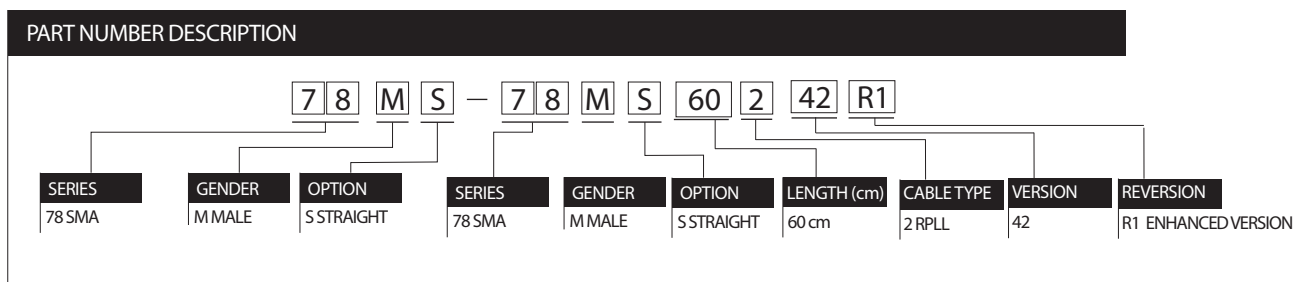 PART NUMBER DESCRIPTION
7 8 M S — 7 8 M S 60 2 42 R1
SERIES GENDER OPTION SERIES GENDER OPTION LENGTH (cm) CABLE TYPE VERSION REVERSION
78 SMA M MALE S STRAIGHT 78 SMA M MALE S STRAIGHT 60 cm 2 RPLL 42 R1 ENHANCED VERSION